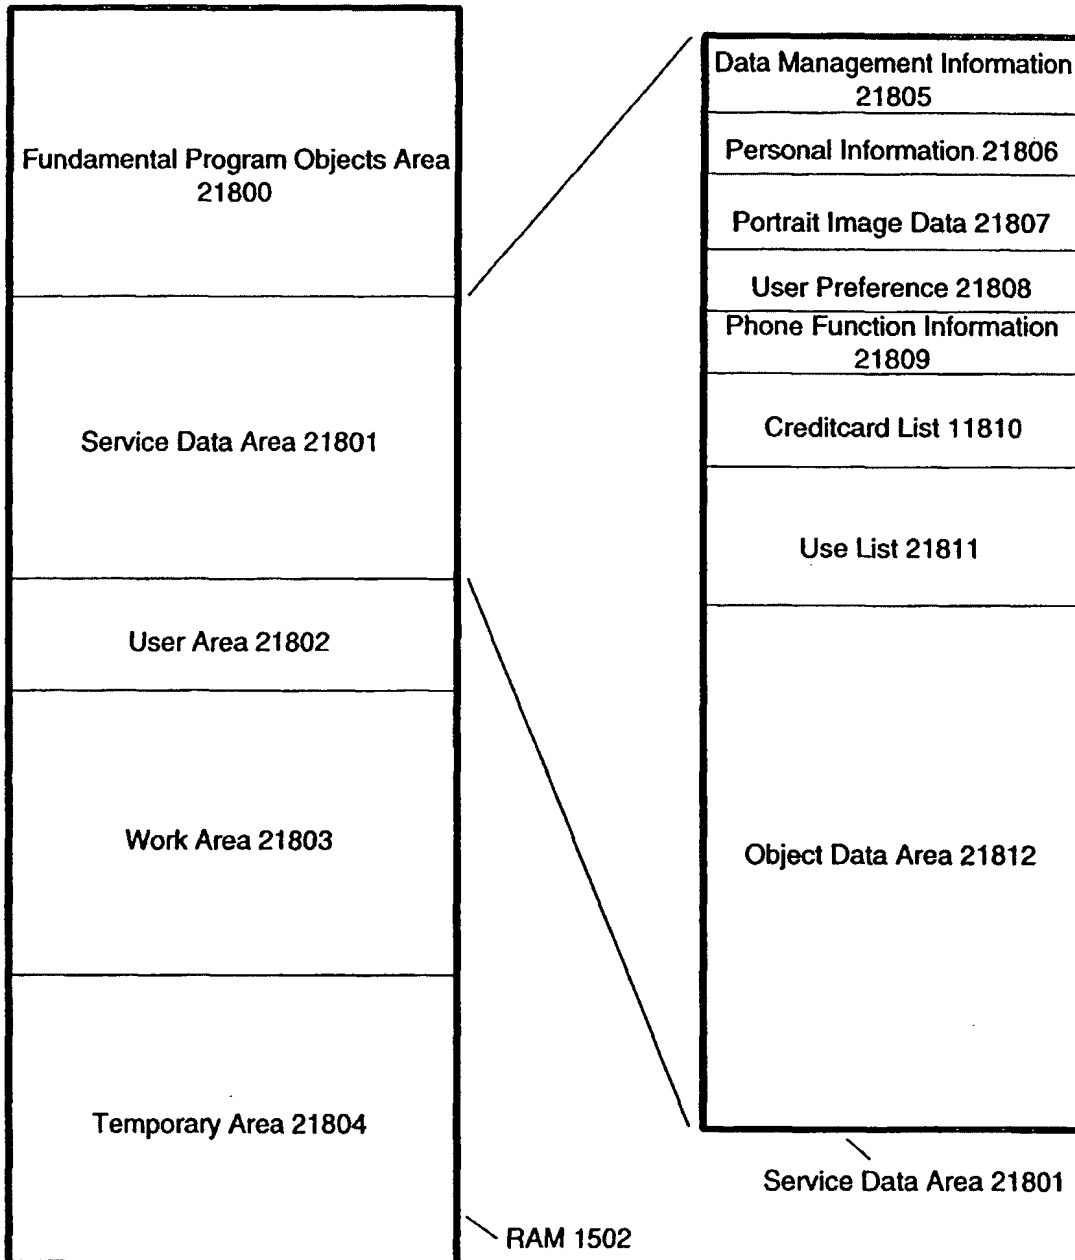 Fundamental Program Objects Area
21800
Service Data Area 21801
User Area 21802
Work Area 21803
Temporary Area 21804
RAM 1502
Data Management Information
21805
Personal Information 21806
Portrait Image Data 21807
User Preference 21808
Phone Function Information
21809
Creditcard List 11810
Use List 21811
Object Data Area 21812
Service Data Area 21801